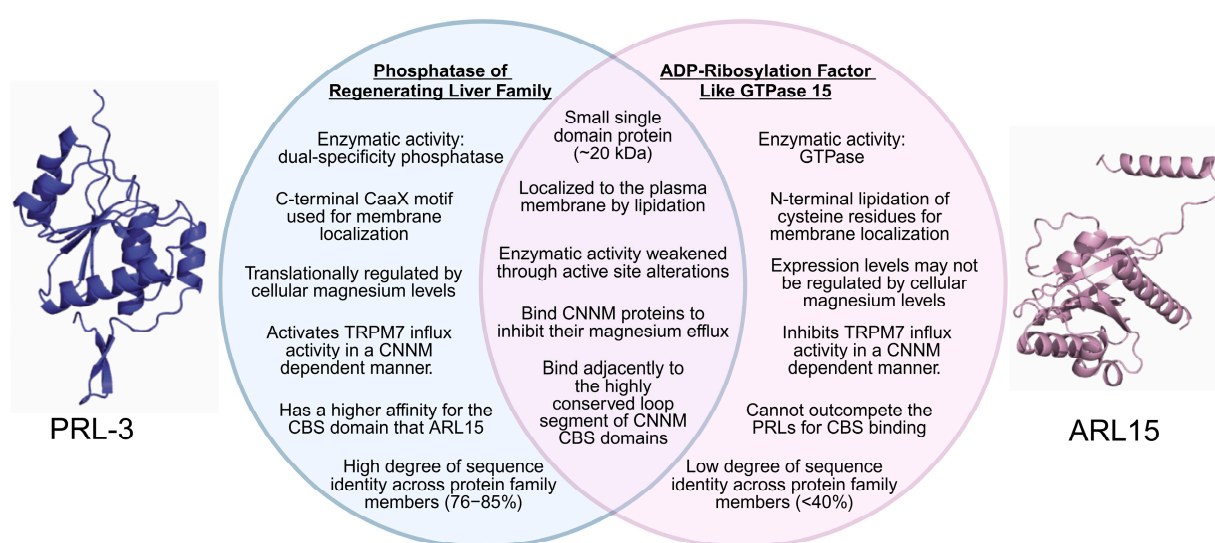 Phosphatase of
Regenerating Liver Family
Enzymatic activity:
dual-specificity phosphatase
C-terminal CaaX motif
used for membrane
localization
Translationally regulated by
cellular magnesium levels
Activates TRPM7 influx
activity in a CNNM
dependent manner.
Has a higher affinity for the
CBS domain that ARL15
High degree of sequence
identity across protein family
members (76–85%)
Small single
domain protein
(~20 kDa)
Localized to the plasma
membrane by lipidation
Enzymatic activity weakened
through active site alterations
Bind CNNM proteins to
inhibit their magnesium efflux
Bind adjacently to
the highly
conserved loop
segment of CNNM
CBS domains
ADP-Ribosylation Factor
Like GTPase 15
Enzymatic activity:
GTPase
N-terminal lipidation of
cysteine residues for
membrane localization
Expression levels may not
be regulated by cellular
magnesium levels
Inhibits TRPM7 influx
activity in a CNNM
dependent manner.
Cannot outcompete the
PRLs for CBS binding
Low degree of sequence
identity across protein family
members (<40%)
PRL-3
ARL15